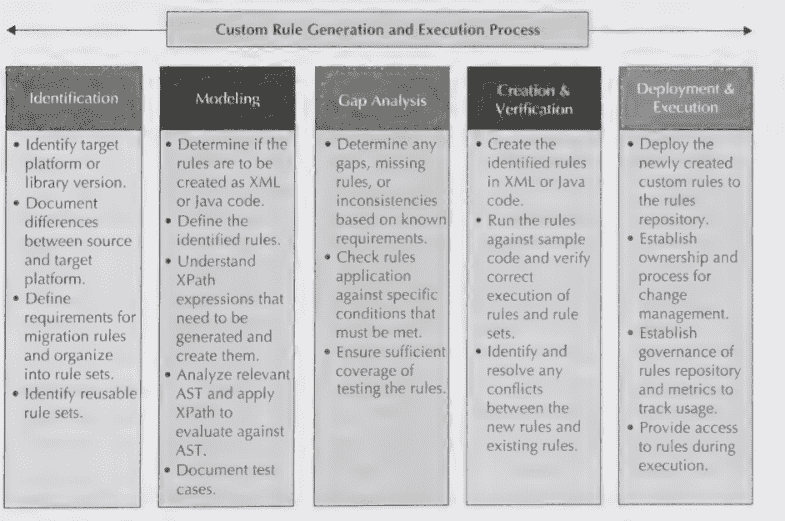 Custom Rule Generation and Execution Process
Identification
• Identify target
platform or
library version.
• Document
differences
between source
and target
platform.
• Define
requirements for
migration rules
and organize
into rule sets.
• Identify reusable
rule sets.
Modeling
• Determine if the
rules are to be
created as XML
or Java code.
• Define the
identified rules.
• Understand
XPath
expressions that
need to be
generated and
create them.
• Analyze relevant
AST and apply
XPath to
evaluate against
AST.
• Document test
cases.
Gap Analysis
• Determine any
gaps, missing
rules, or
inconsistencies
based on known
requirements.
• Check rules
application
against specific
conditions that
must be met.
• Ensure sufficient
coverage of
testing the rules.
Creation &
Verification
• Create the
identified rules
in XML or Java
code.
• Run the rules
against sample
code and verify
correct
execution of
rules and rule
sets.
• Identify and
resolve any
conflicts
between the
new rules and
existing rules.
Deployment &
Execution
• Deploy the
newly created
custom rules to
the rules
repository.
• Establish
ownership and
process for
change
management.
• Establish
governance of
rules repository
and metrics to
track usage.
• Provide access
to rules during
execution.